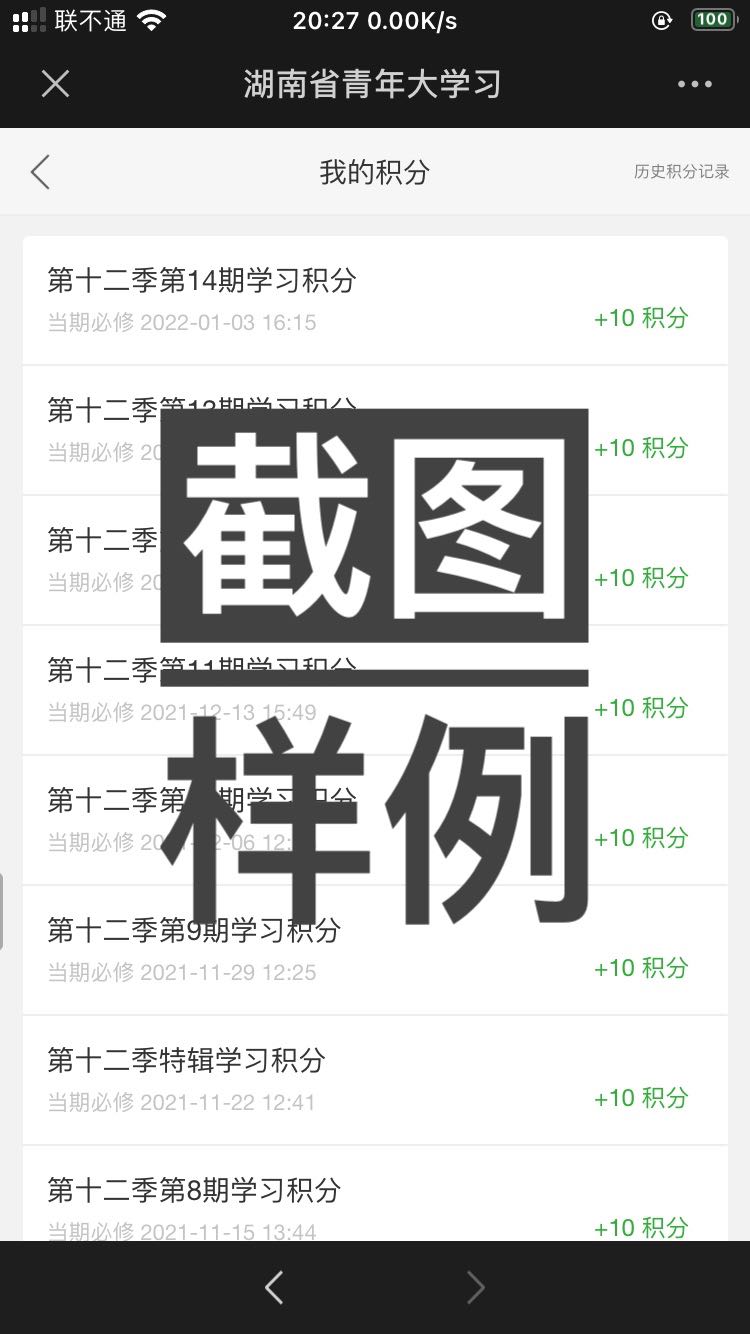 联不通 20:27 0.00K/s 100
湖南省青年大学习
我的积分 历史积分记录
第十二季第14期学习积分
当期必修 2022-01-03 16:15
+10 积分
第十二季第13期学习积分
当期必修 20
+10 积分
第十二季
当期必修 20
+10 积分
第十二季第11期学习积分
当期必修 2021-12-13 15:49
+10 积分
第十二季第 期学习积分
当期必修 2021-12-06 12:
+10 积分
第十二季第9期学习积分
当期必修 2021-11-29 12:25
+10 积分
第十二季特辑学习积分
当期必修 2021-11-22 12:41
+10 积分
第十二季第8期学习积分
当期必修 2021-11-15 13:44
+10 积分
截图
样例